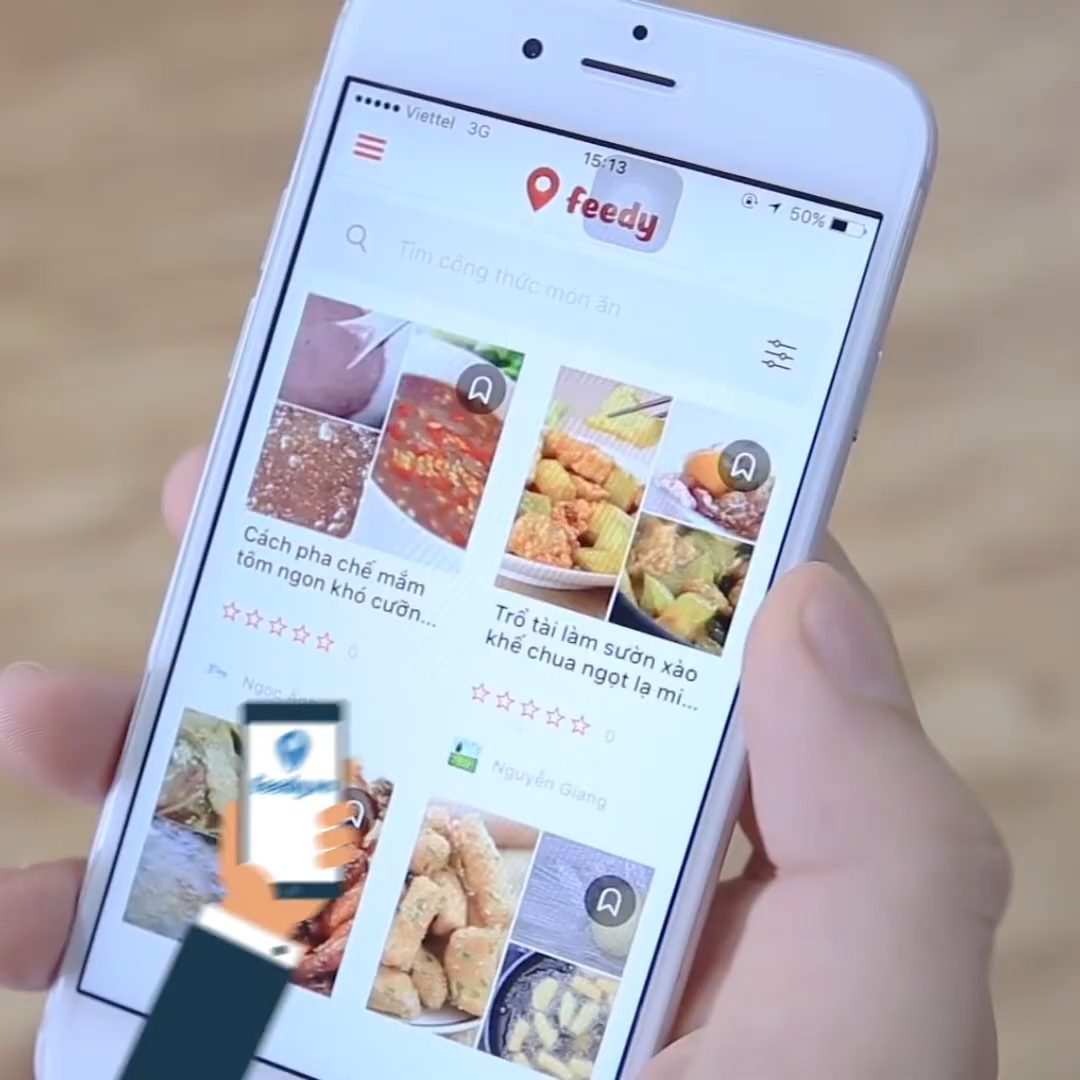 Viettel 3G
15:13
50%
feedy
Tìm công thức món ăn
Cách pha chế mắm
tôm ngon khó cưỡn...
0
Trổ tài làm sườn xào
khế chua ngọt lạ mi...
0
Ngọc
Nguyễn Giang